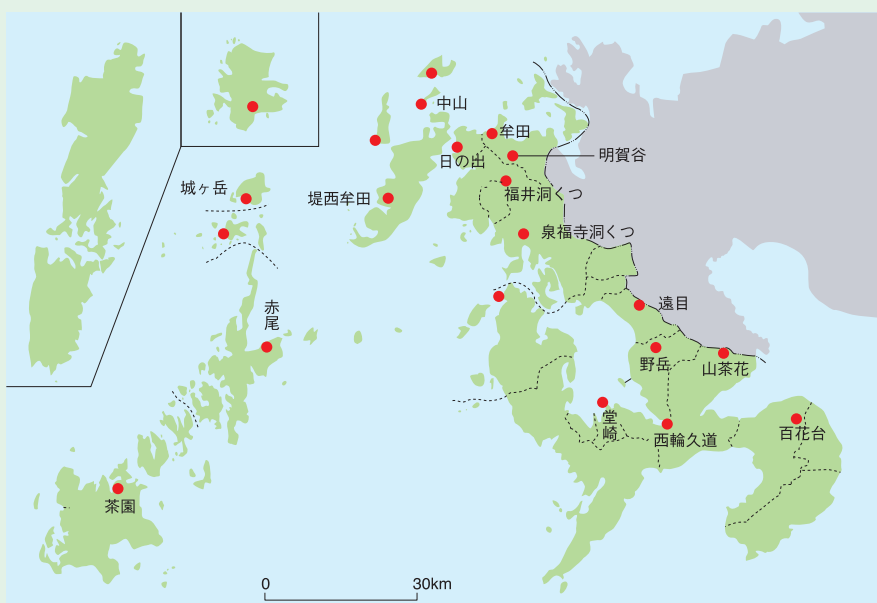 中山
牟田
日の出
明賀谷
城ヶ岳
堤西牟田
福井洞くつ
泉福寺洞くつ
赤尾
遠目
野岳
山茶花
堂崎
西輪久道
百花台
茶園
0
30km